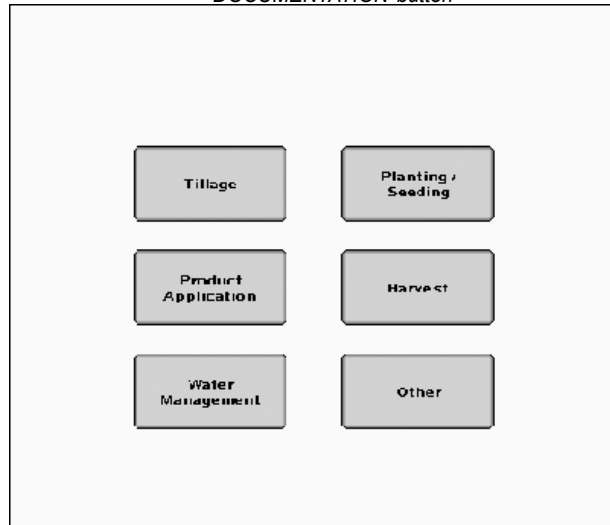 DOCUMENTATION button
Tillage
Planting /
Seeding
Product
Application
Harvest
Water
Management
Other